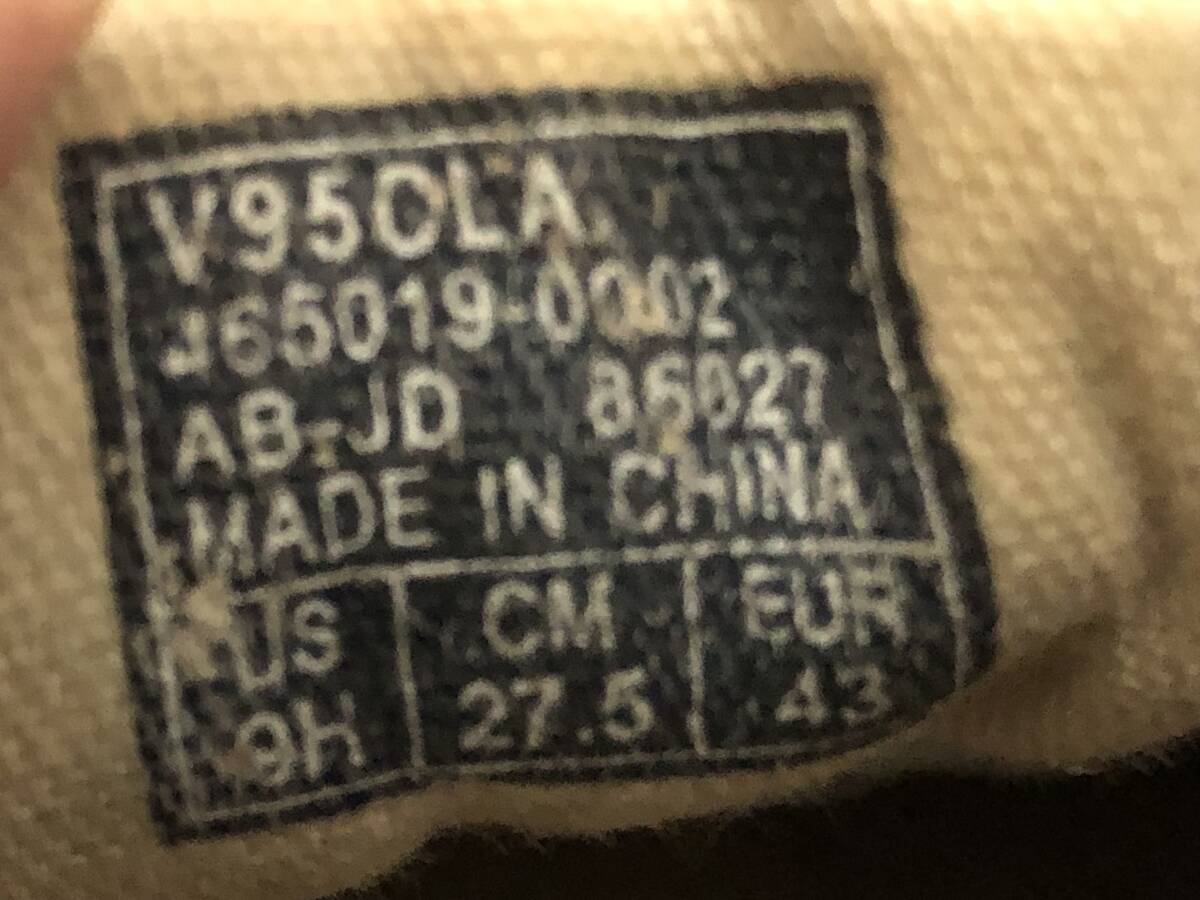 V95CLA
J65019-0002
AB-JD 86027
MADE IN CHINA
US CM EUR
9H 27.5 43